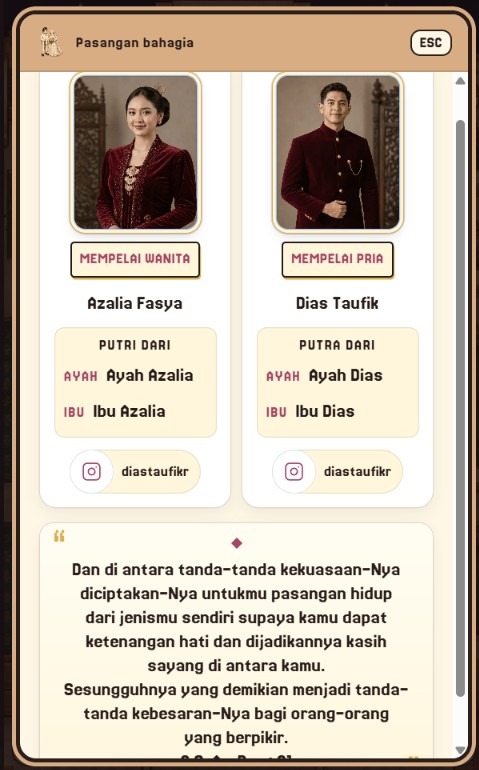 Pasangan bahagia
ESC
MEMPELAI WANITA
Azalia Fasya
PUTRI DARI
AYAH Ayah Azalia
IBU Ibu Azalia
diastaufikr
MEMPELAI PRIA
Dias Taufik
PUTRA DARI
AYAH Ayah Dias
IBU Ibu Dias
diastaufikr
“
Dan di antara tanda-tanda kekuasaan-Nya
diciptakan-Nya untukmu pasangan hidup
dari jenismu sendiri supaya kamu dapat
ketenangan hati dan dijadikannya kasih
sayang di antara kamu.
Sesungguhnya yang demikian menjadi tanda-
tanda kebesaran-Nya bagi orang-orang
yang berpikir.